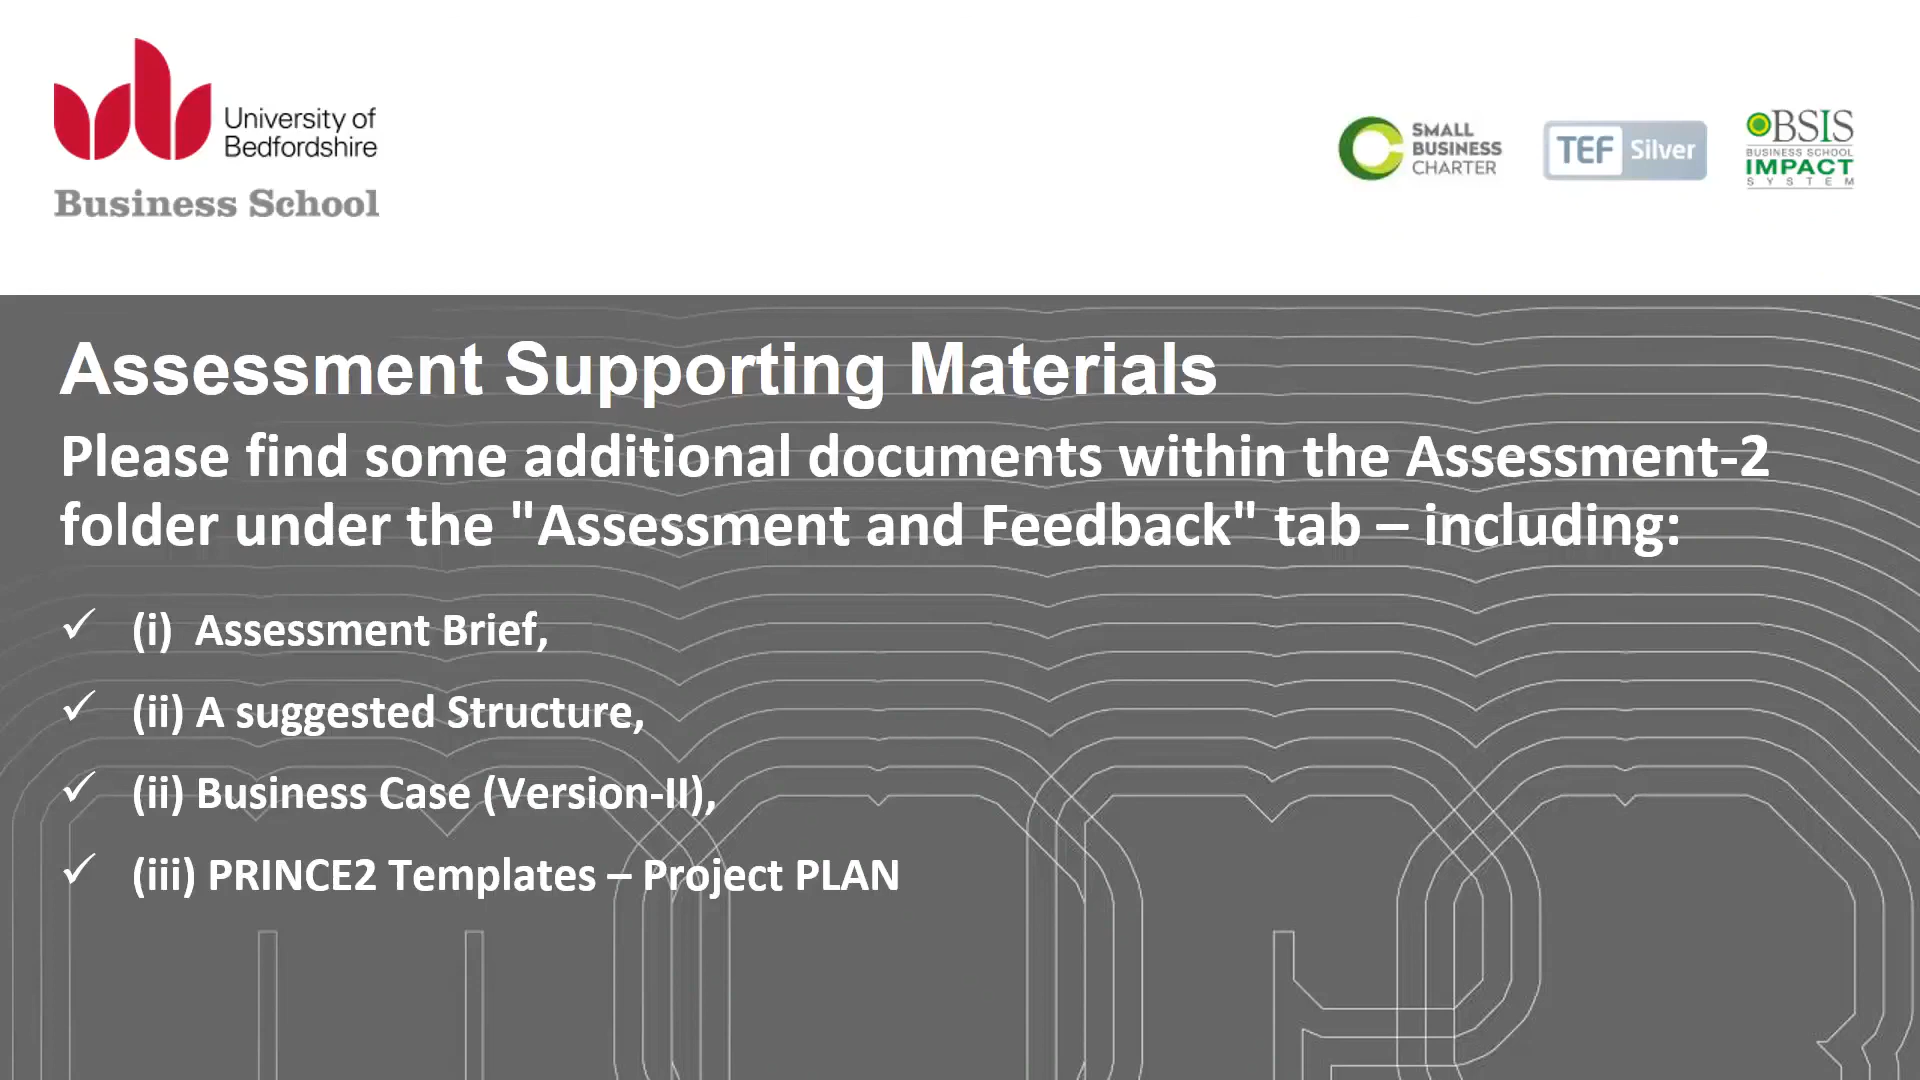 University of
Bedfordshire
Business School
SMALL
BUSINESS
CHARTER
TEF Silver
BSIS
BUSINESS SCHOOL
IMPACT
SYSTEM
Assessment Supporting Materials
Please find some additional documents within the Assessment-2
folder under the "Assessment and Feedback" tab – including:
✓ (i) Assessment Brief,
✓ (ii) A suggested Structure,
✓ (ii) Business Case (Version-II),
✓ (iii) PRINCE2 Templates – Project PLAN